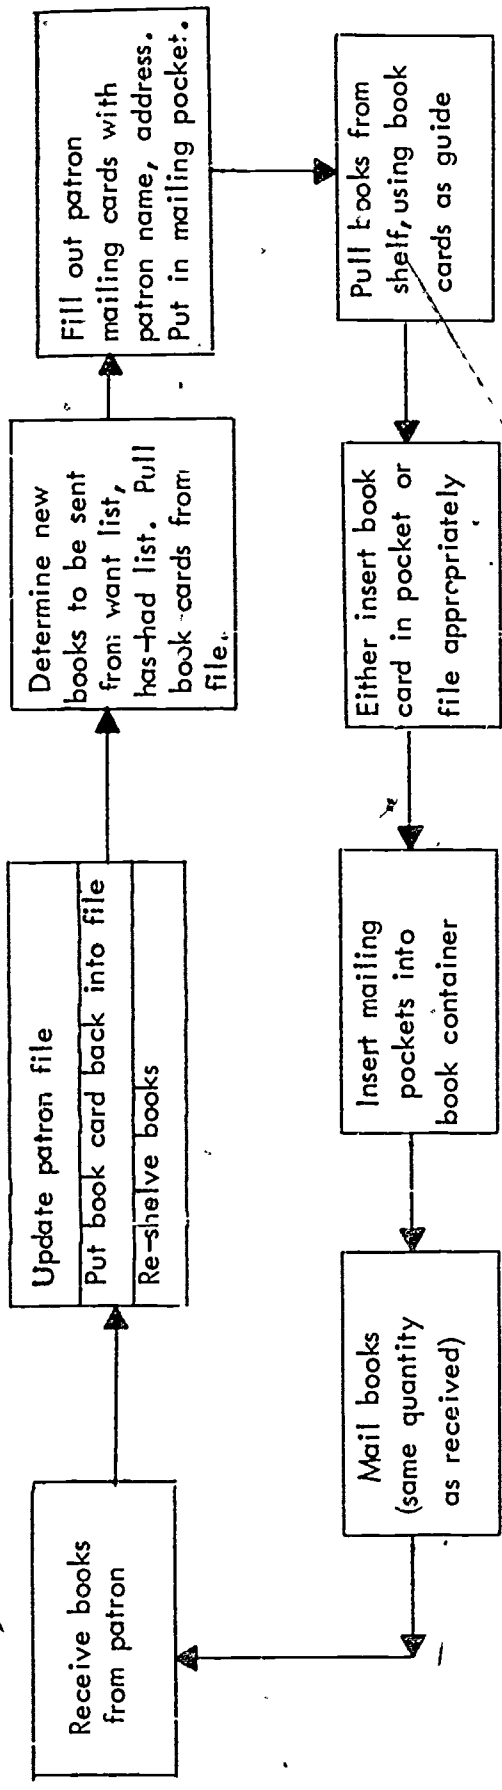 Receive books
from patron
Update patron file
Put book card back into file
Re-shelve books
Determine new
books to be sent
from want list,
has-had list. Pull
book cards from
file.
Fill out patron
mailing cards with
patron name, address.
Put in mailing pocket.
Pull books from
shelf, using book
cards as guide
Either insert book
card in pocket or
file appropriately
Insert mailing
pockets into
book container
Mail books
(same quantity
as received)